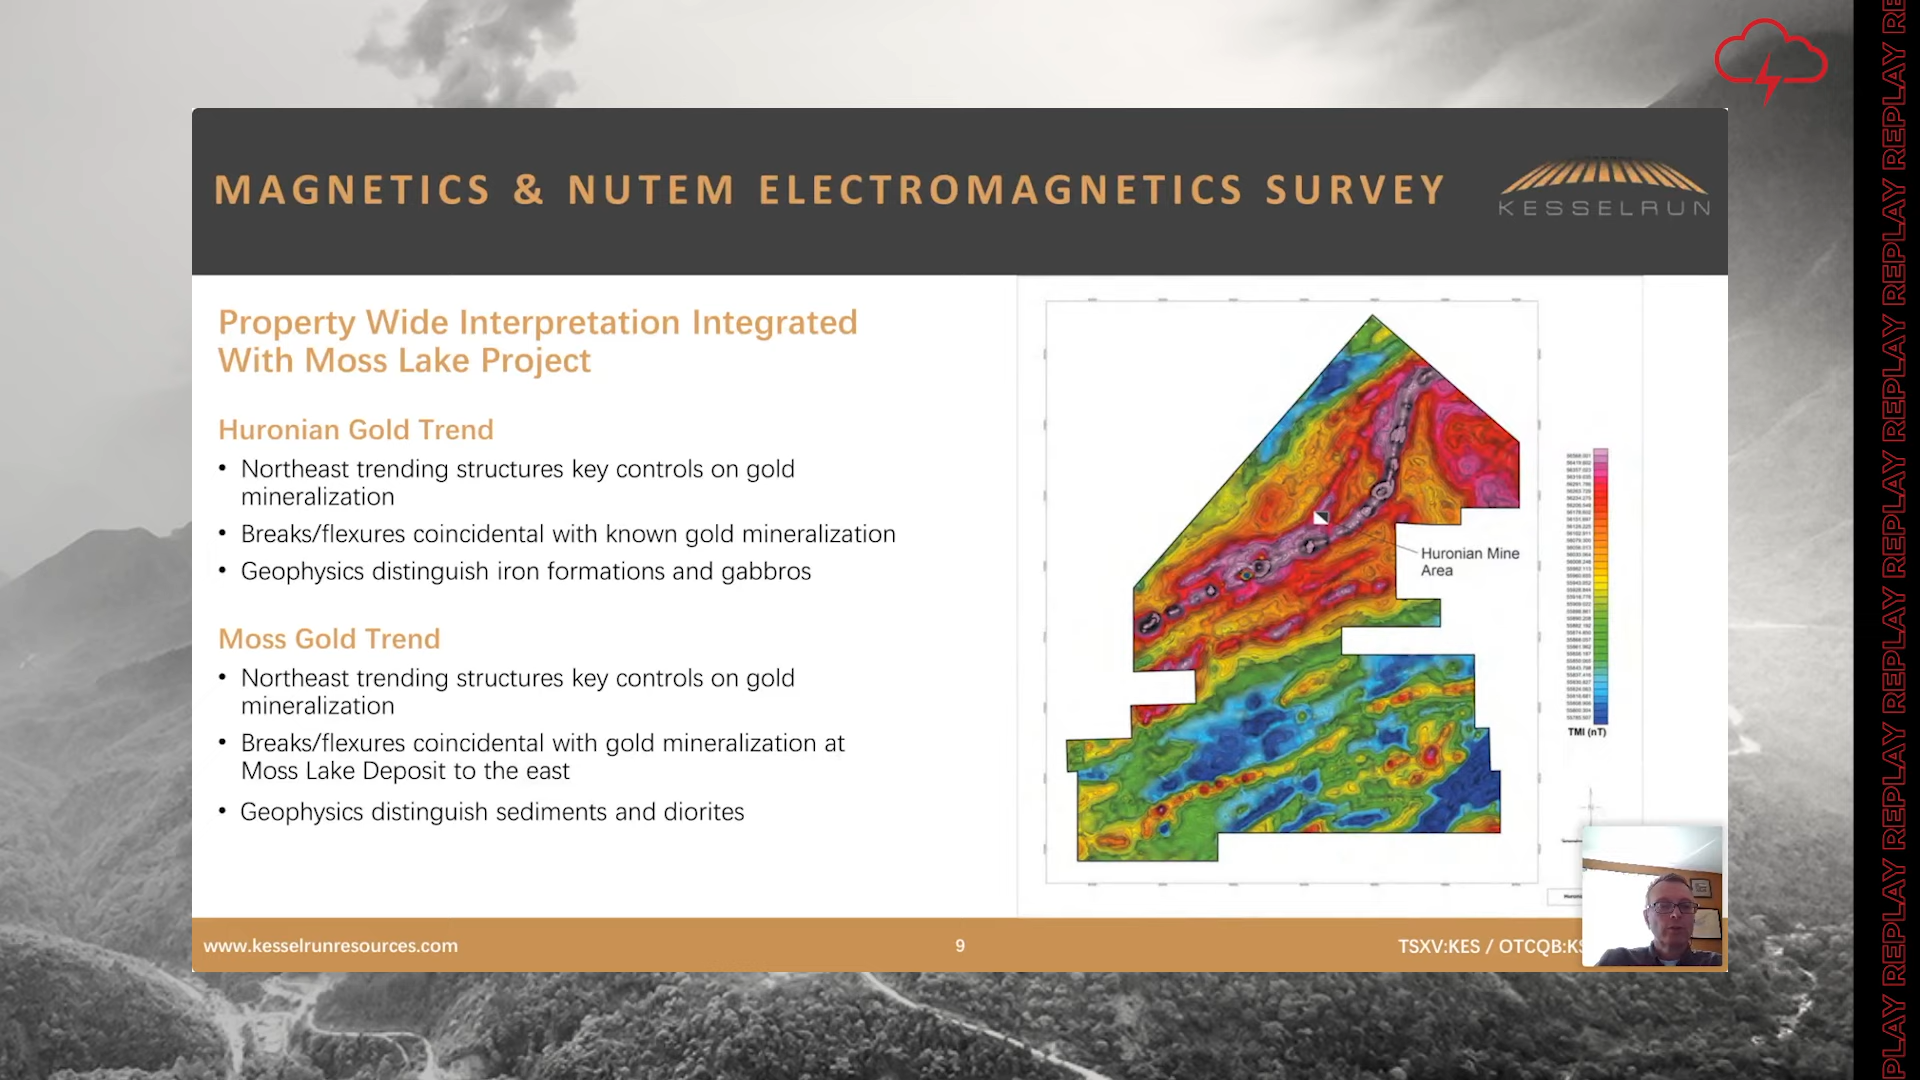 MAGNETICS & NUTEM ELECTROMAGNETICS SURVEY
KESSELRUN
Property Wide Interpretation Integrated
With Moss Lake Project
Huronian Gold Trend
• Northeast trending structures key controls on gold
mineralization
• Breaks/flexures coincidental with known gold mineralization
• Geophysics distinguish iron formations and gabbros
Moss Gold Trend
• Northeast trending structures key controls on gold
mineralization
• Breaks/flexures coincidental with gold mineralization at
Moss Lake Deposit to the east
• Geophysics distinguish sediments and diorites
Huronian Mine
Area
TMI (nT)
www.kesselrunresources.com
9
TSXV:KES / OTCQB:KS
REPLAY REPLAY REPLAY REPLAY REPLAY REPLAY